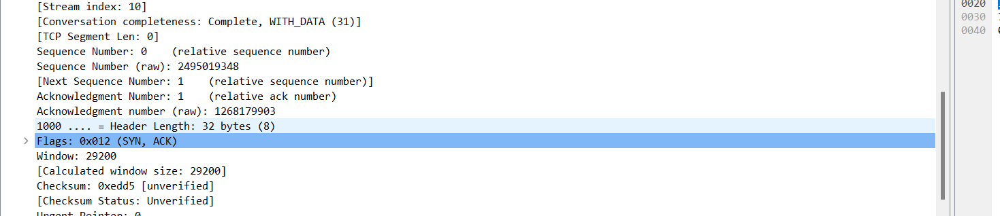 [Stream index: 10]
[Conversation completeness: Complete, WITH_DATA (31)]
[TCP Segment Len: 0]
Sequence Number: 0    (relative sequence number)
Sequence Number (raw): 2495019348
[Next Sequence Number: 1    (relative sequence number)]
Acknowledgment Number: 1    (relative ack number)
Acknowledgment number (raw): 1268179903
1000 .... = Header Length: 32 bytes (8)
Flags: 0x012 (SYN, ACK)
Window: 29200
[Calculated window size: 29200]
Checksum: 0xedd5 [unverified]
[Checksum Status: Unverified]
Urgent Pointer: 0
0020
0030
0040